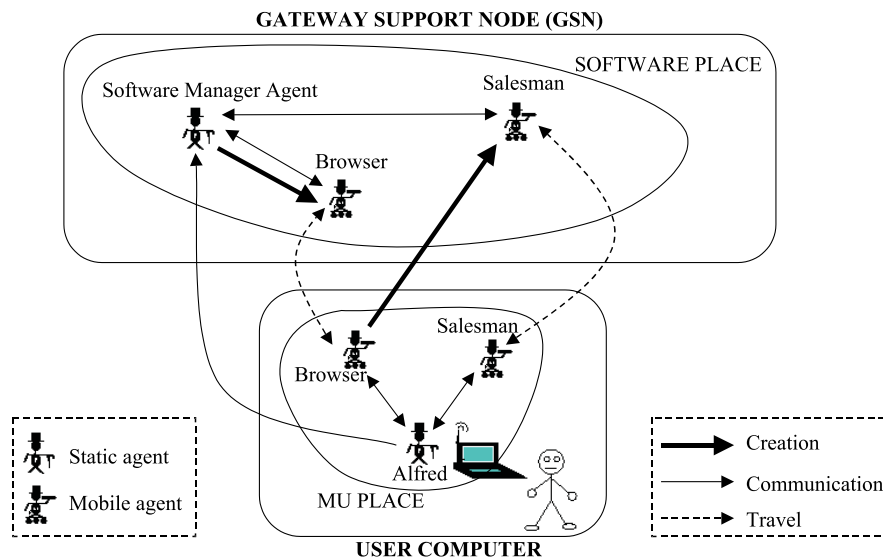 GATEWAY SUPPORT NODE (GSN)
SOFTWARE PLACE
Software Manager Agent
Salesman
Browser
Salesman
Browser
Alfred
MU PLACE
USER COMPUTER
Static agent
Mobile agent
Creation
Communication
Travel